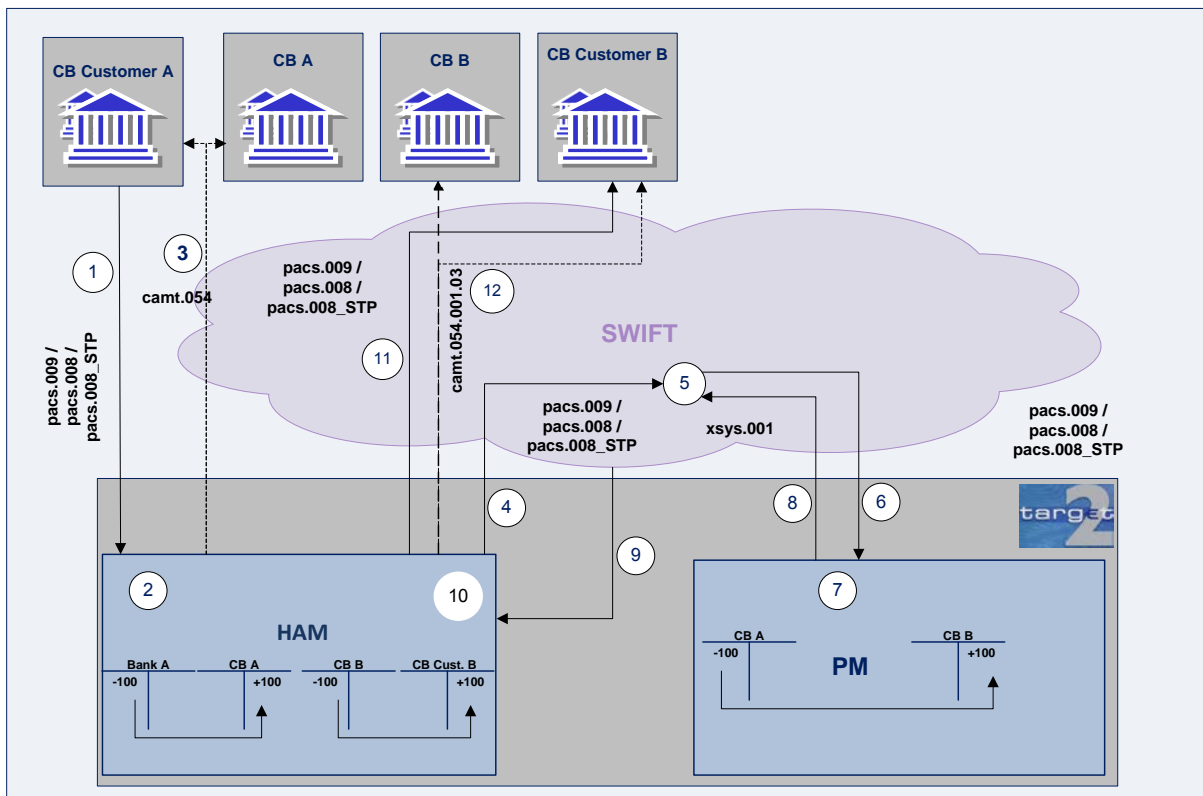 CB Customer A
CB A
CB B
CB Customer B
1
3
camt.054
pacs.009 /
pacs.008 /
pacs.008_STP
pacs.009 /
pacs.008 /
pacs.008_STP
11
camt.054.001.03
12
SWIFT
5
pacs.009 /
pacs.008 /
pacs.008_STP
xsys.001
pacs.009 /
pacs.008 /
pacs.008_STP
4
9
8
6
target
2
2
10
HAM
Bank A
CB A
CB B
CB Cust. B
-100
+100
-100
+100
7
CB A
CB B
-100
+100
PM